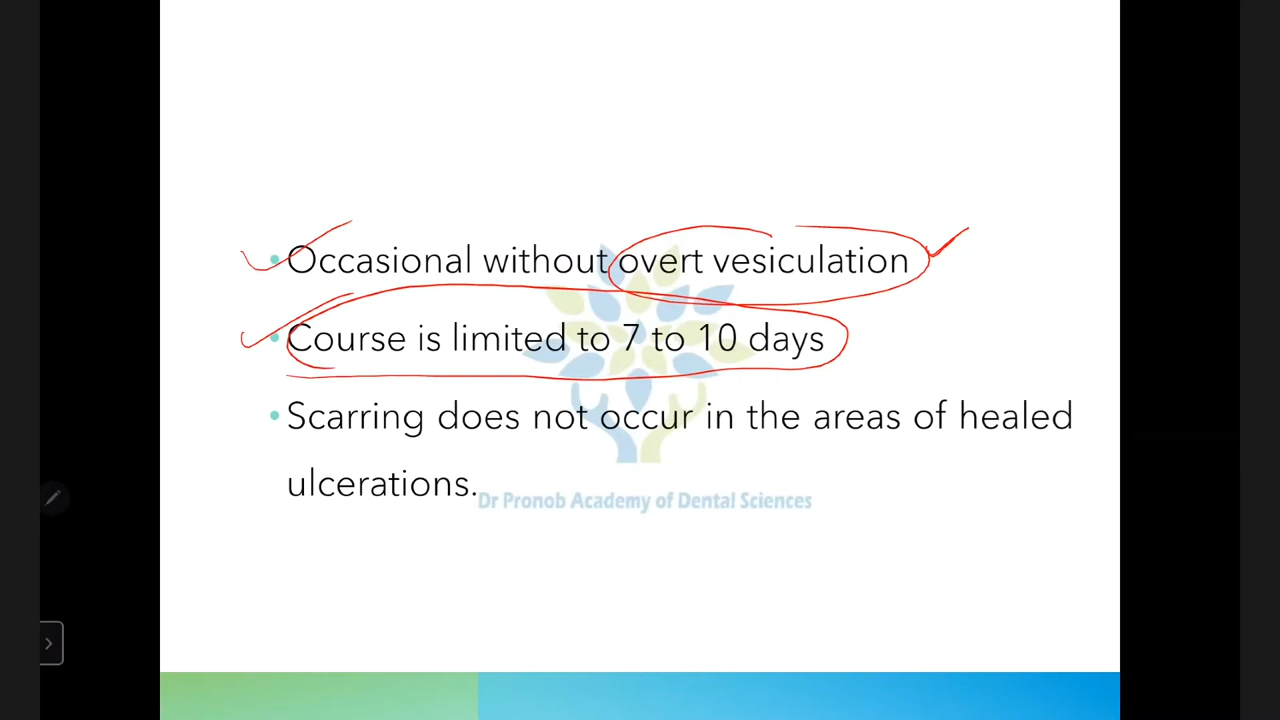 • Occasional without overt vesiculation
• Course is limited to 7 to 10 days
• Scarring does not occur in the areas of healed
ulcerations.
Dr Pronob Academy of Dental Sciences